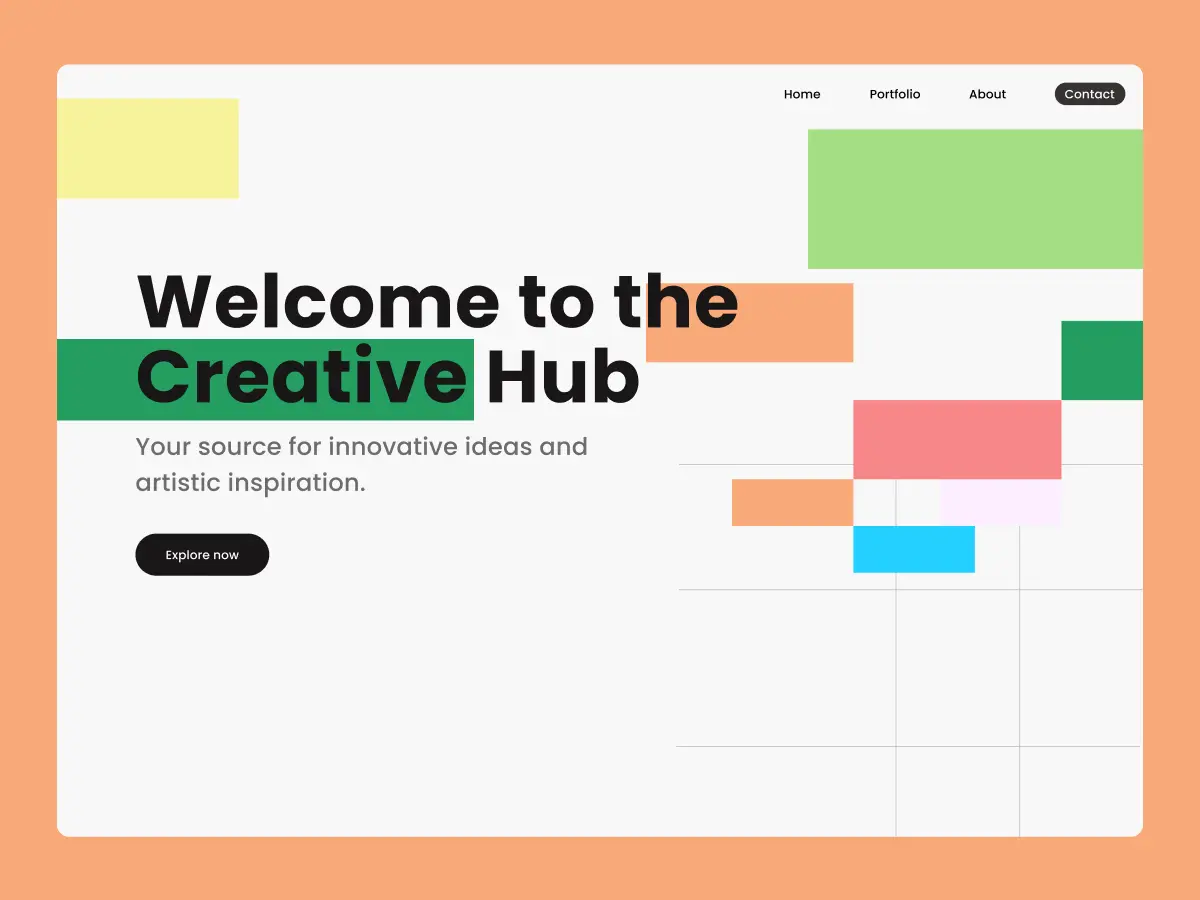 Home Portfolio About Contact
Welcome to the
Creative Hub
Your source for innovative ideas and
artistic inspiration.
Explore now